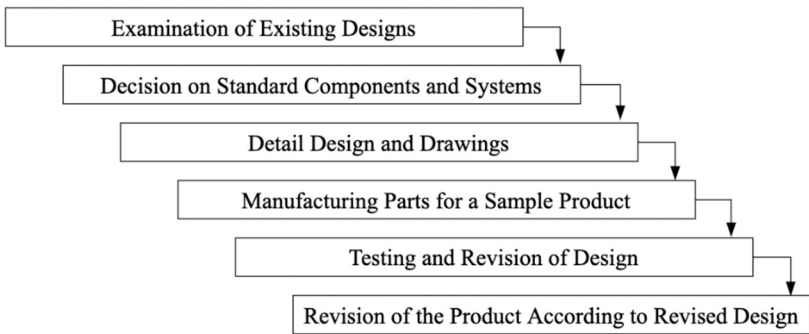 Examination of Existing Designs
Decision on Standard Components and Systems
Detail Design and Drawings
Manufacturing Parts for a Sample Product
Testing and Revision of Design
Revision of the Product According to Revised Design